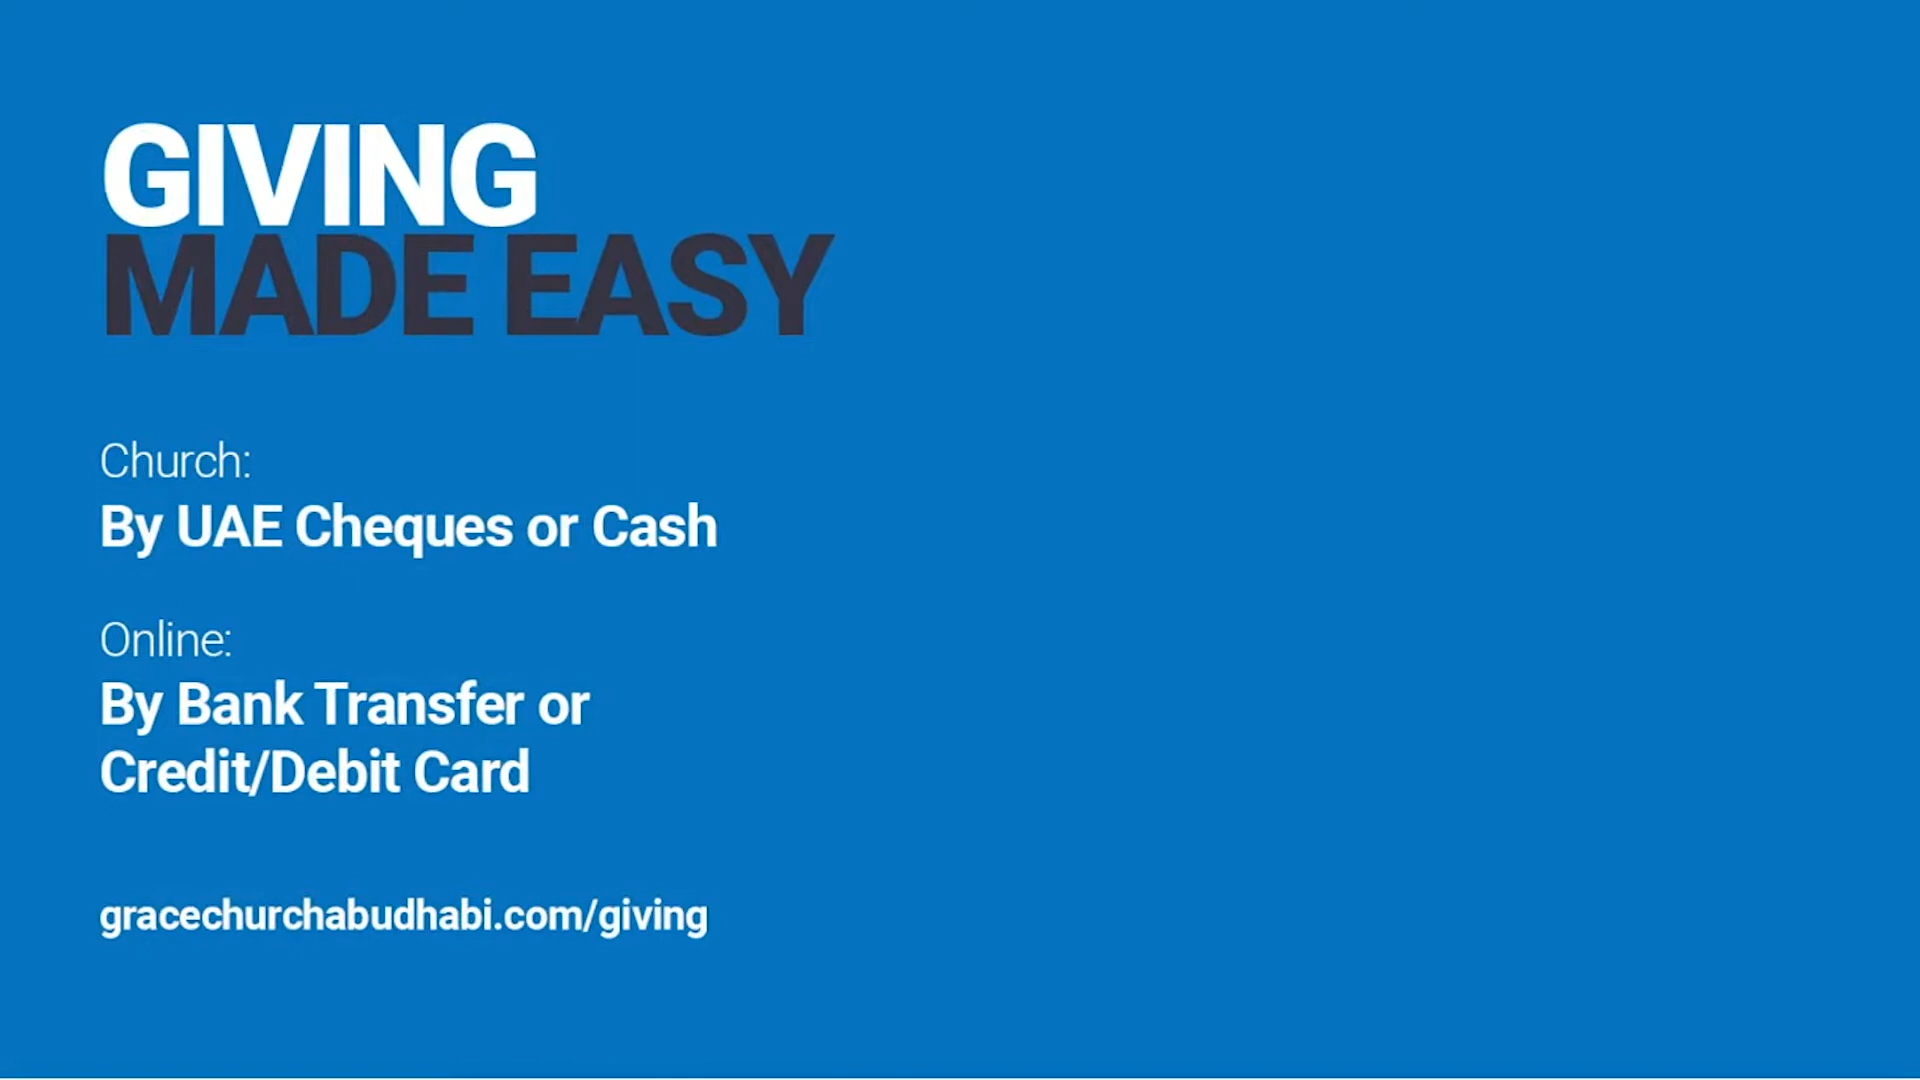 GIVING
MADE EASY
Church:
By UAE Cheques or Cash
Online:
By Bank Transfer or
Credit/Debit Card
gracechurchabudhabi.com/giving